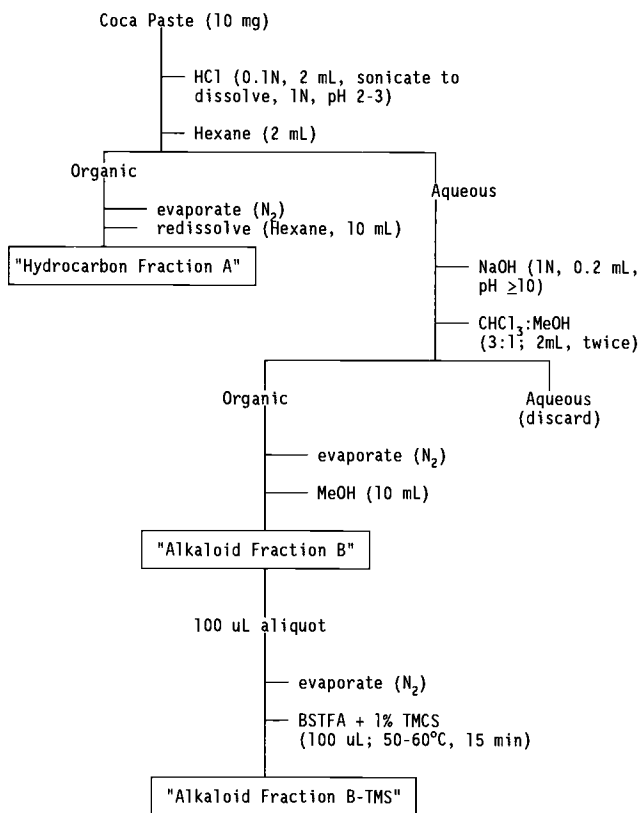 Coca Paste (10 mg)
HCl (0.1N, 2 mL, sonicate to
dissolve, 1N, pH 2-3)
Hexane (2 mL)
Organic
Aqueous
evaporate (N₂)
redissolve (Hexane, 10 mL)
"Hydrocarbon Fraction A"
NaOH (1N, 0.2 mL,
pH ≥10)
CHCl₃:MeOH
(3:1; 2mL, twice)
Organic
Aqueous
(discard)
evaporate (N₂)
MeOH (10 mL)
"Alkaloid Fraction B"
100 uL aliquot
evaporate (N₂)
BSTFA + 1% TMCS
(100 uL; 50-60°C, 15 min)
"Alkaloid Fraction B-TMS"